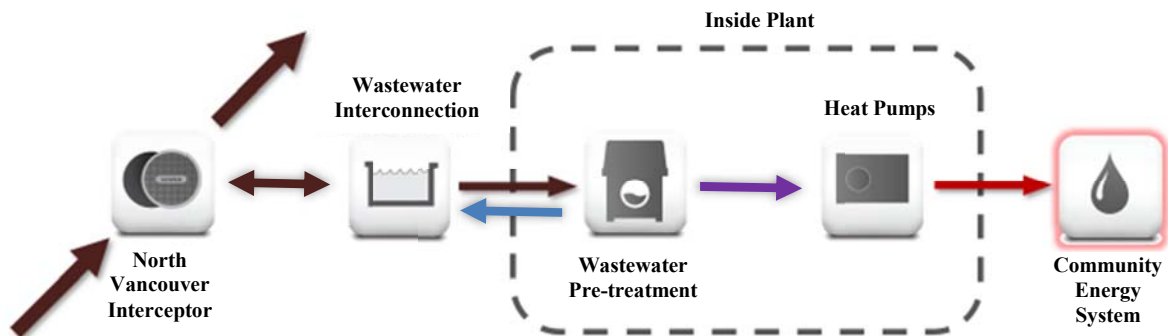 Inside Plant
Wastewater
Interconnection
Heat Pumps
North
Vancouver
Interceptor
Wastewater
Pre-treatment
Community
Energy
System